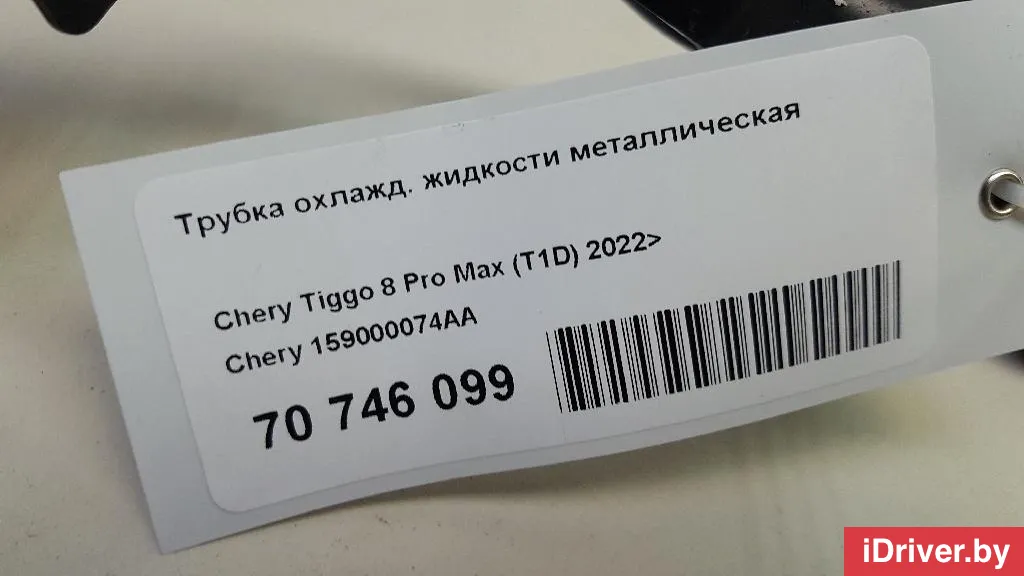 Трубка охлажд. жидкости металлическая
Chery Tiggo 8 Pro Max (T1D) 2022>
Chery 159000074AA
70 746 099
iDriver.by